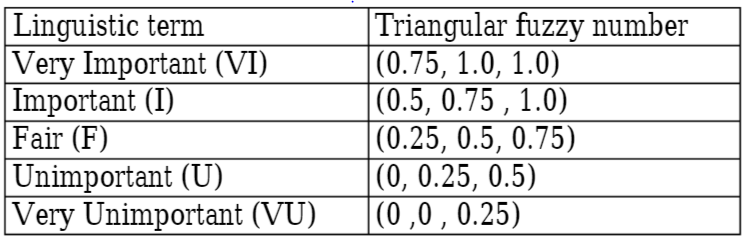 Linguistic term Triangular fuzzy number
Very Important (VI) (0.75, 1.0, 1.0)
Important (I) (0.5, 0.75 , 1.0)
Fair (F) (0.25, 0.5, 0.75)
Unimportant (U) (0, 0.25, 0.5)
Very Unimportant (VU) (0 ,0 , 0.25)